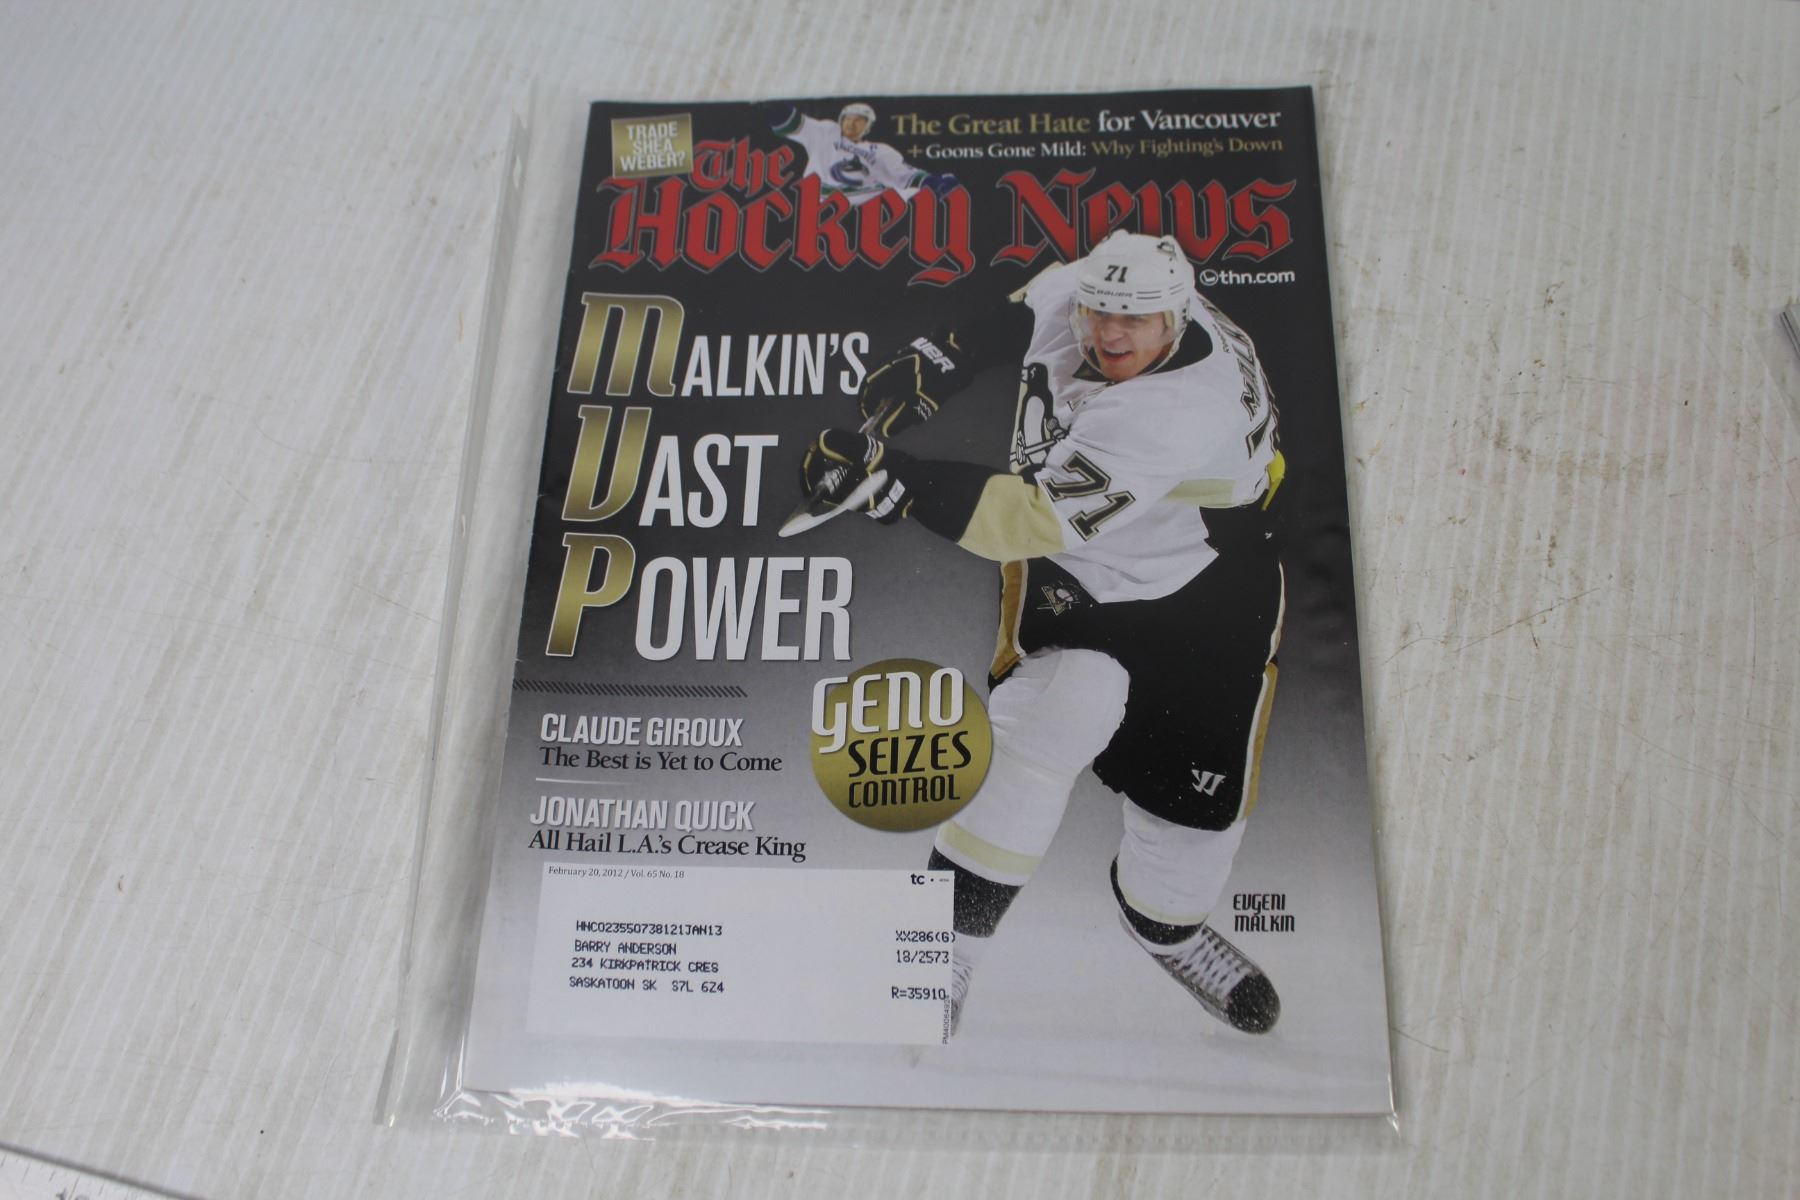 TRADE
SHEA
WEBER?
The Great Hate for Vancouver
+Goons Gone Mild: Why Fighting's Down
The
Hockey News
thn.com
MALKIN'S
VAST
POWER
71
BAUER
71
GENO
SEIZES
CONTROL
CLAUDE GIROUX
The Best is Yet to Come
JONATHAN QUICK
All Hail L.A.'s Crease King
EVGENI
MALKIN
February 20, 2012 / Vol. 65 No. 18
tc •
HNC023550738121JAN13 XX286(G)
BARRY ANDERSON 18/2573
234 KIRKPATRICK CRES
SASKATOON SK S7L 6Z4 R=35910
PM40064924